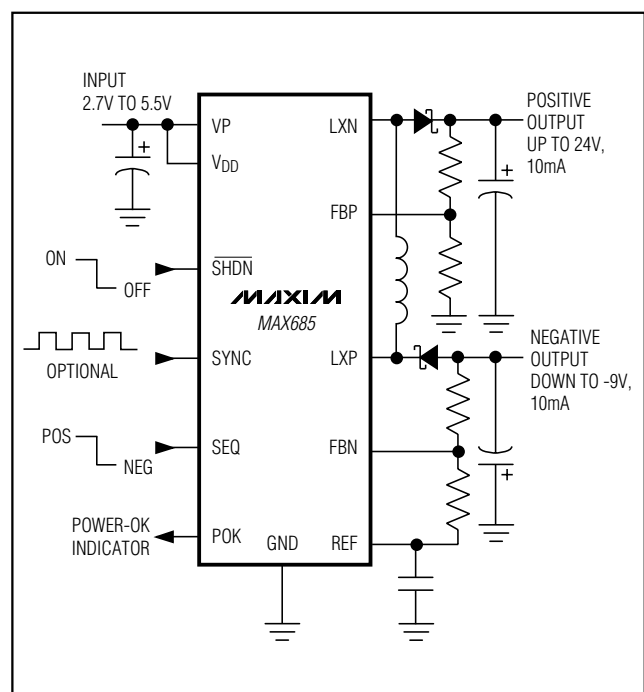 INPUT
2.7V TO 5.5V
VP
VDD
SHDN
SYNC
SEQ
POK
GND
REF
FBN
LXP
FBP
LXN
MAXIM
MAX685
ON
OFF
OPTIONAL
POS
NEG
POWER-OK
INDICATOR
POSITIVE
OUTPUT
UP TO 24V,
10mA
NEGATIVE
OUTPUT
DOWN TO -9V,
10mA
+
+
+